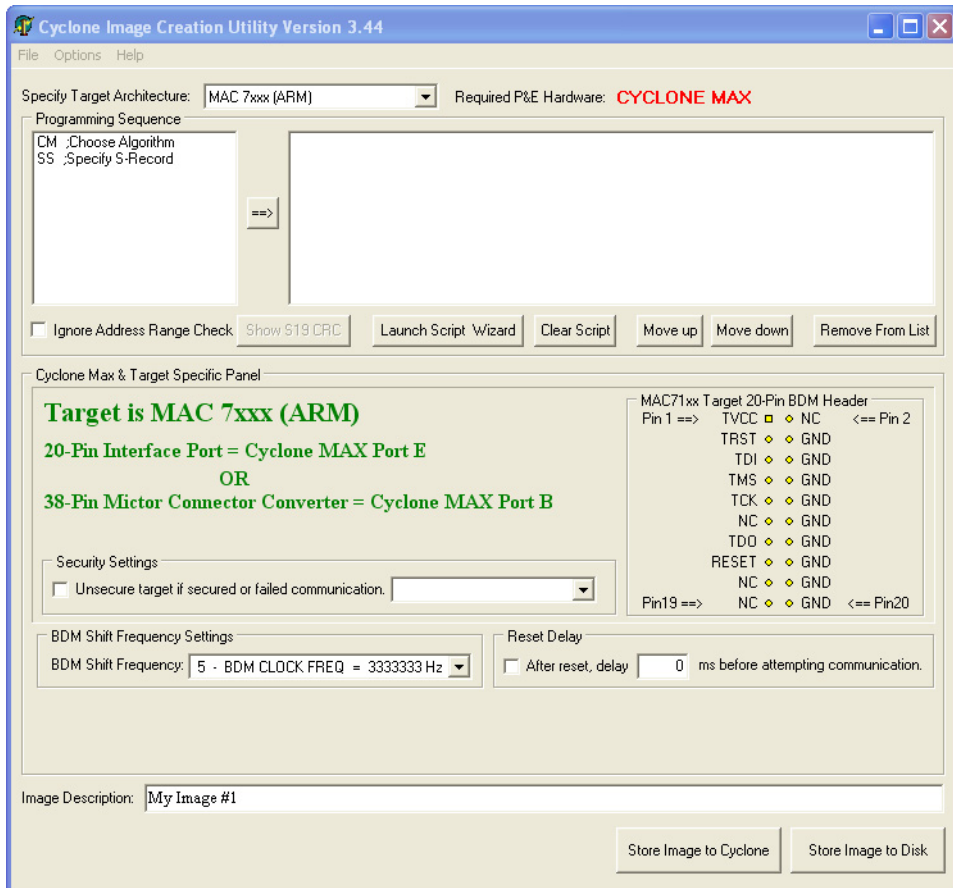 Cyclone Image Creation Utility Version 3.44
File Options Help
Specify Target Architecture: MAC 7xxx (ARM) Required P&E Hardware: CYCLONE MAX
Programming Sequence
CM ;Choose Algorithm
SS ;Specify S-Record
==>
Ignore Address Range Check Show S19 CRC Launch Script Wizard Clear Script Move up Move down Remove From List
Cyclone Max & Target Specific Panel
Target is MAC 7xxx (ARM)
20-Pin Interface Port = Cyclone MAX Port E
OR
38-Pin Mictor Connector Converter = Cyclone MAX Port B
MAC71xx Target 20-Pin BDM Header
Pin 1 ==> TVCC NC <== Pin 2
TRST GND
TDI GND
TMS GND
TCK GND
NC GND
TDO GND
RESET GND
NC GND
Pin19 ==> NC GND <== Pin20
Security Settings
Unsecure target if secured or failed communication.
BDM Shift Frequency Settings
BDM Shift Frequency: 5 - BDM CLOCK FREQ = 3333333 Hz
Reset Delay
After reset, delay 0 ms before attempting communication.
Image Description: My Image #1
Store Image to Cyclone Store Image to Disk